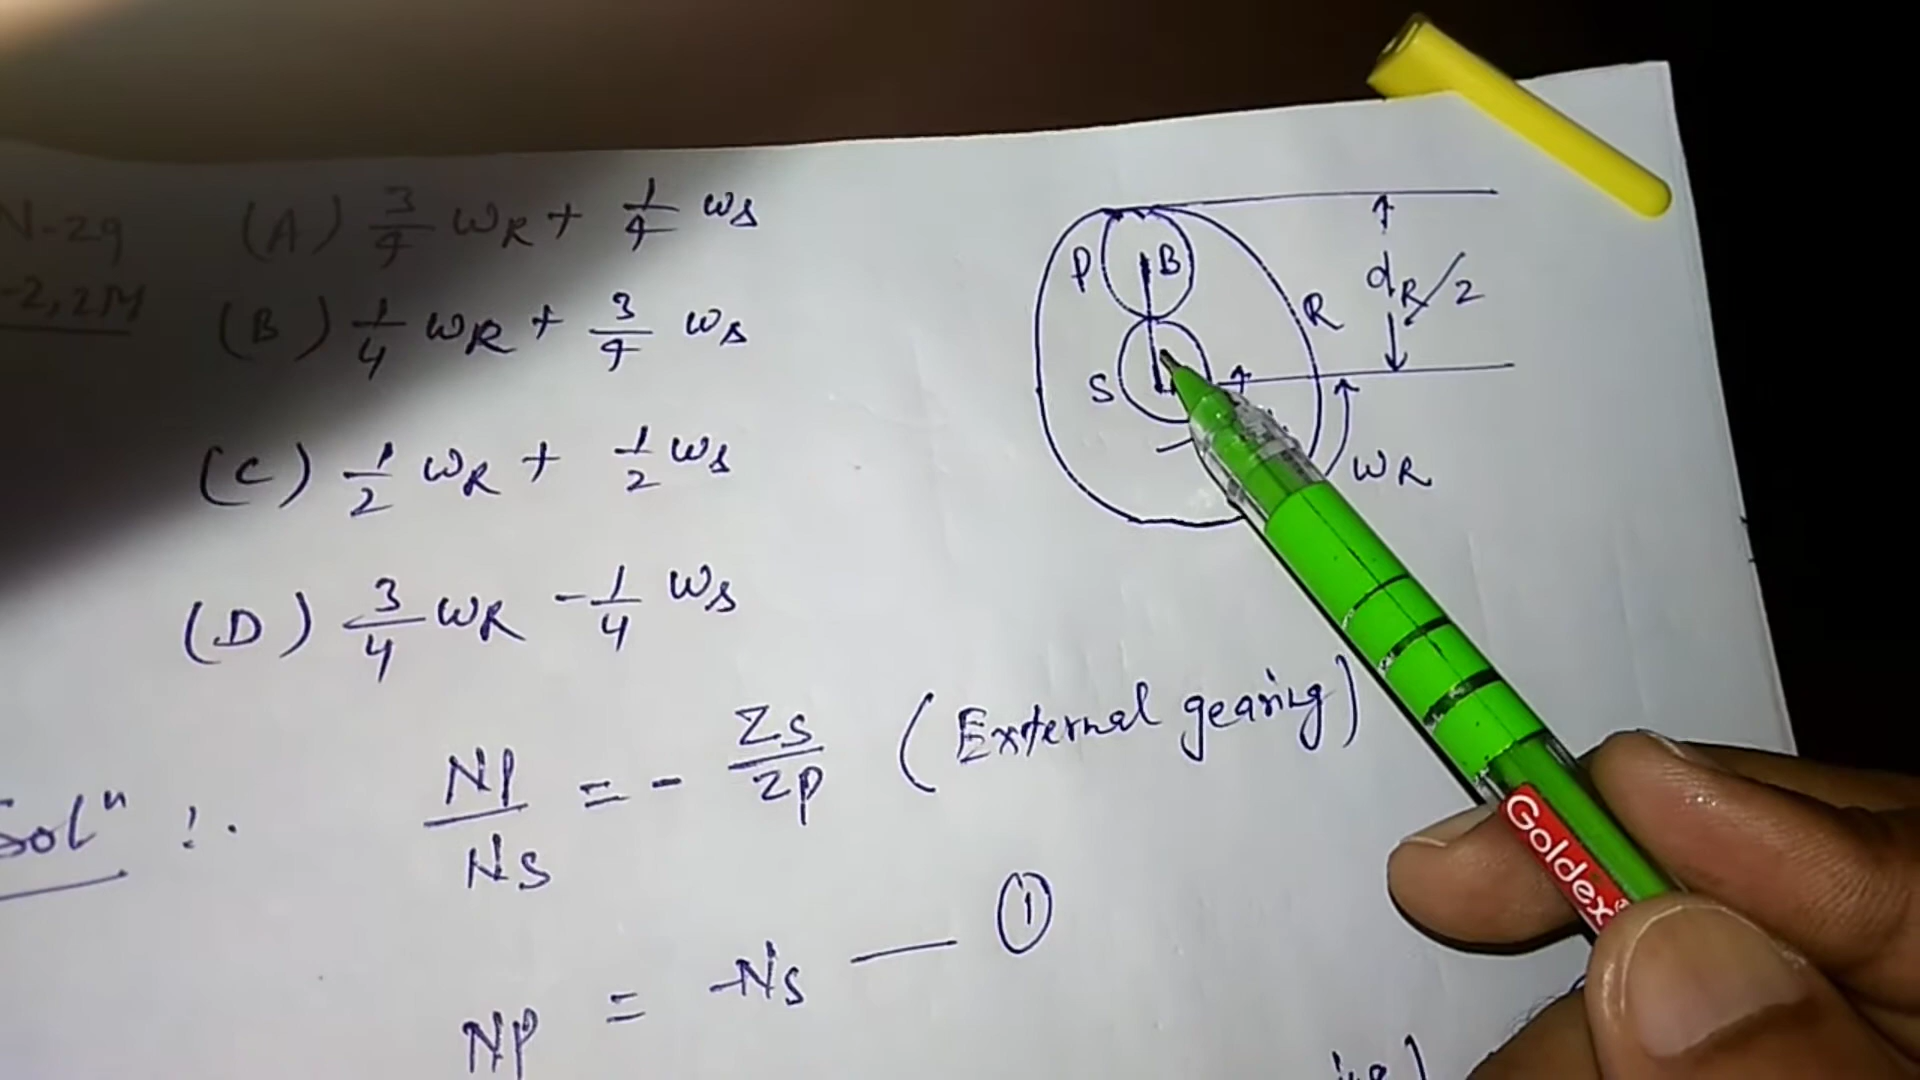 N-29
-2, 2M
(A) 3/4 ωR + 1/4 ωs
(B) 1/4 ωR + 3/4 ωs
(C) 1/2 ωR + 1/2 ωs
(D) 3/4 ωR - 1/4 ωs
P B
S
R
dR/2
ωR
Solⁿ :. NP/NS = - ZS/ZP (External gearing)
NP = -NS — ①
Goldex